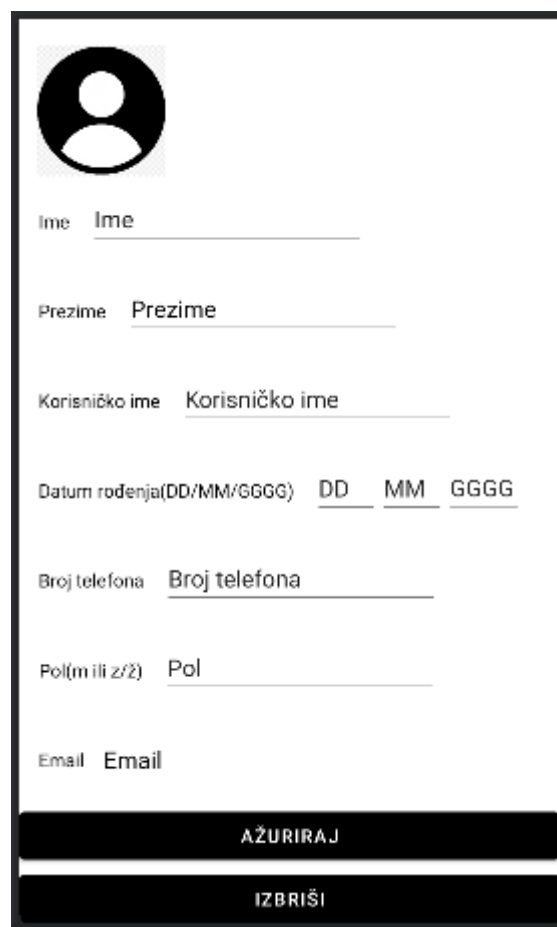 Ime Ime
Prezime Prezime
Korisničko ime Korisničko ime
Datum rođenja(DD/MM/GGGG) DD MM GGGG
Broj telefona Broj telefona
Pol(m ili z/ž) Pol
Email Email
AŽURIRAJ
IZBRIŠI